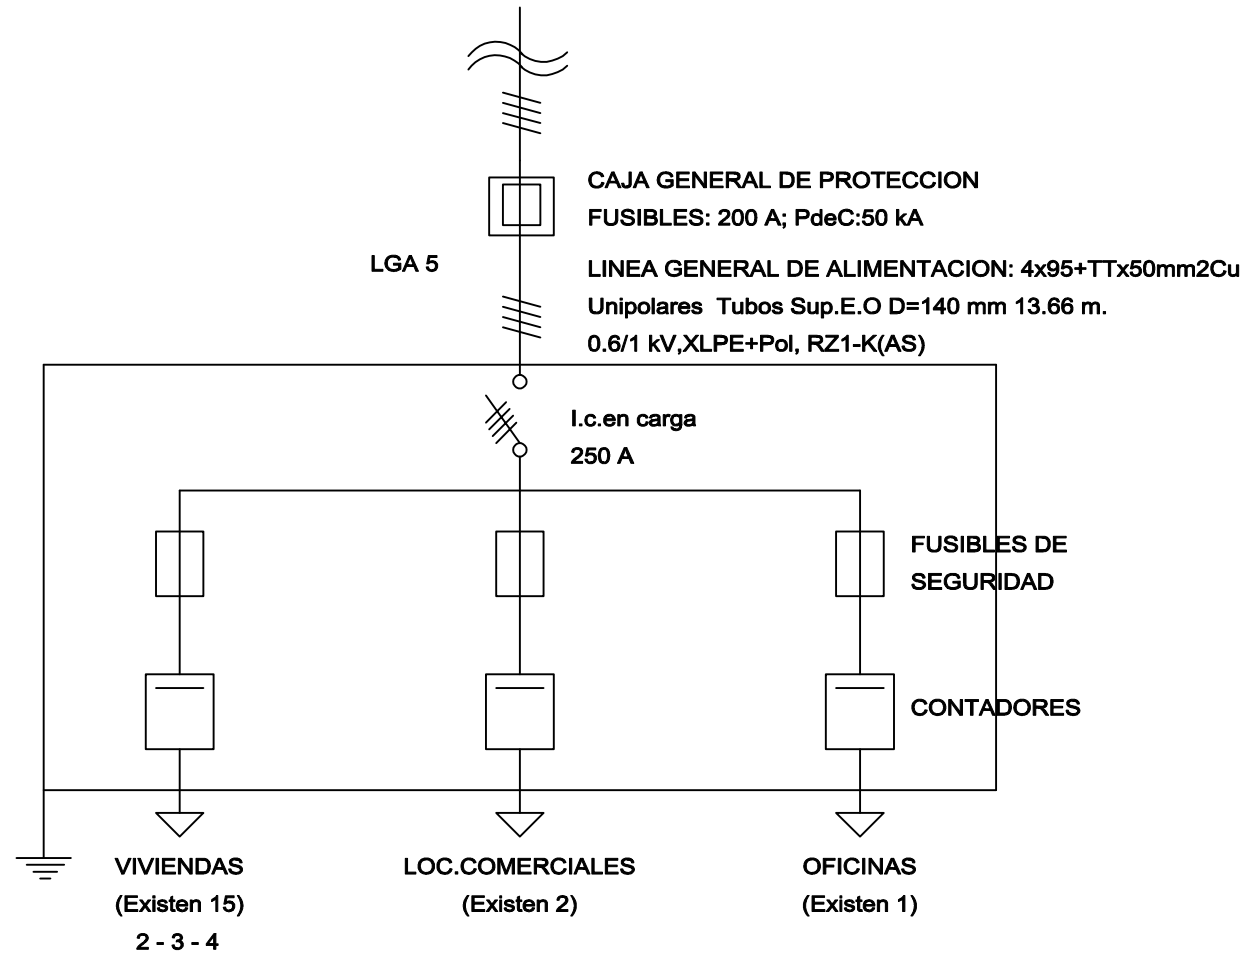 CAJA GENERAL DE PROTECCION
FUSIBLES: 200 A; PdeC:50 kA
LGA 5
LINEA GENERAL DE ALIMENTACION: 4x95+TTx50mm2Cu
Unipolares Tubos Sup.E.O D=140 mm 13.66 m.
0.6/1 kV,XLPE+Pol, RZ1-K(AS)
I.c.en carga
250 A
FUSIBLES DE
SEGURIDAD
CONTADORES
VIVIENDAS
(Existen 15)
2 - 3 - 4
LOC.COMERCIALES
(Existen 2)
OFICINAS
(Existen 1)